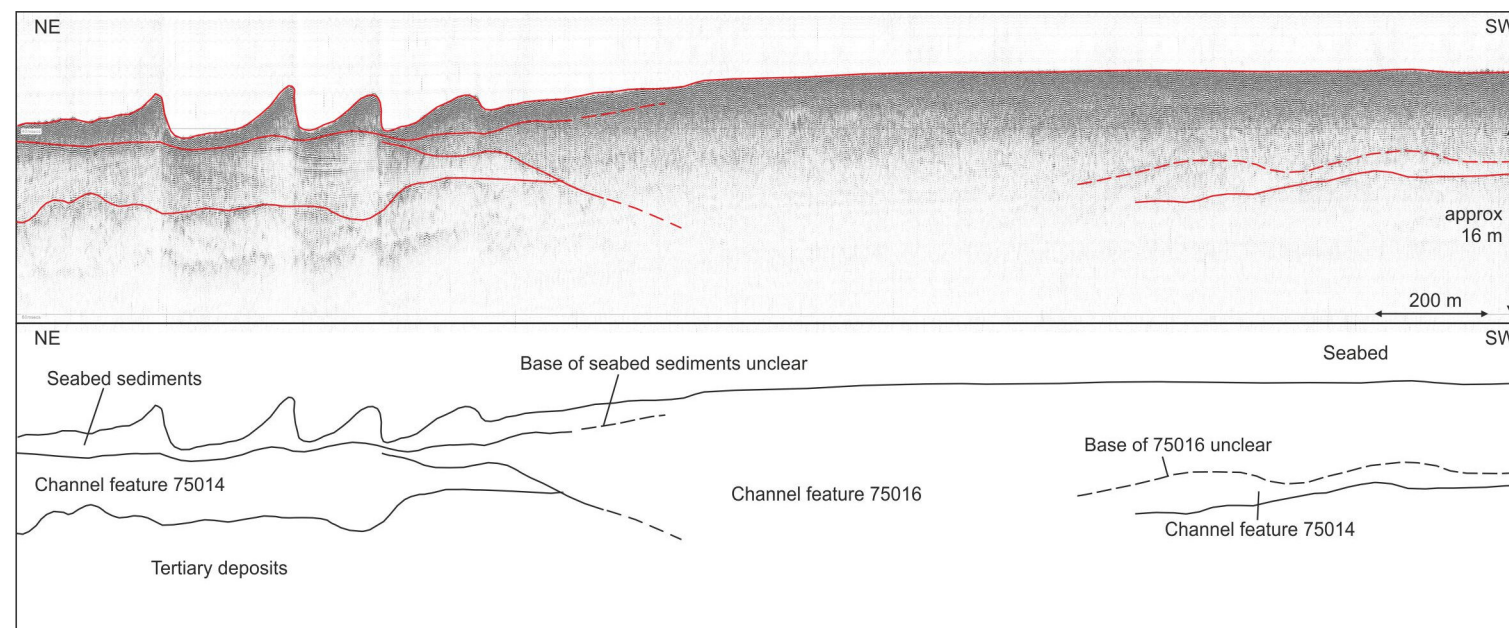 NE
SW
approx
16 m
200 m
NE
SW
Seabed
Base of seabed sediments unclear
Seabed sediments
Base of 75016 unclear
Channel feature 75014
Channel feature 75016
Channel feature 75014
Tertiary deposits